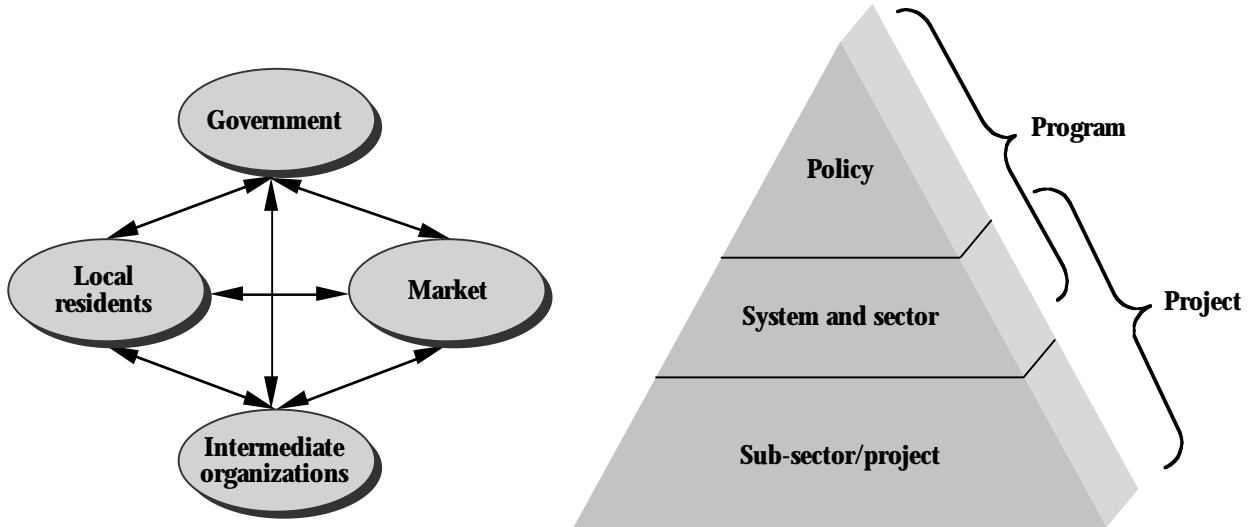 Government
Local
residents
Market
Intermediate
organizations
Policy
System and sector
Sub-sector/project
Program
Project